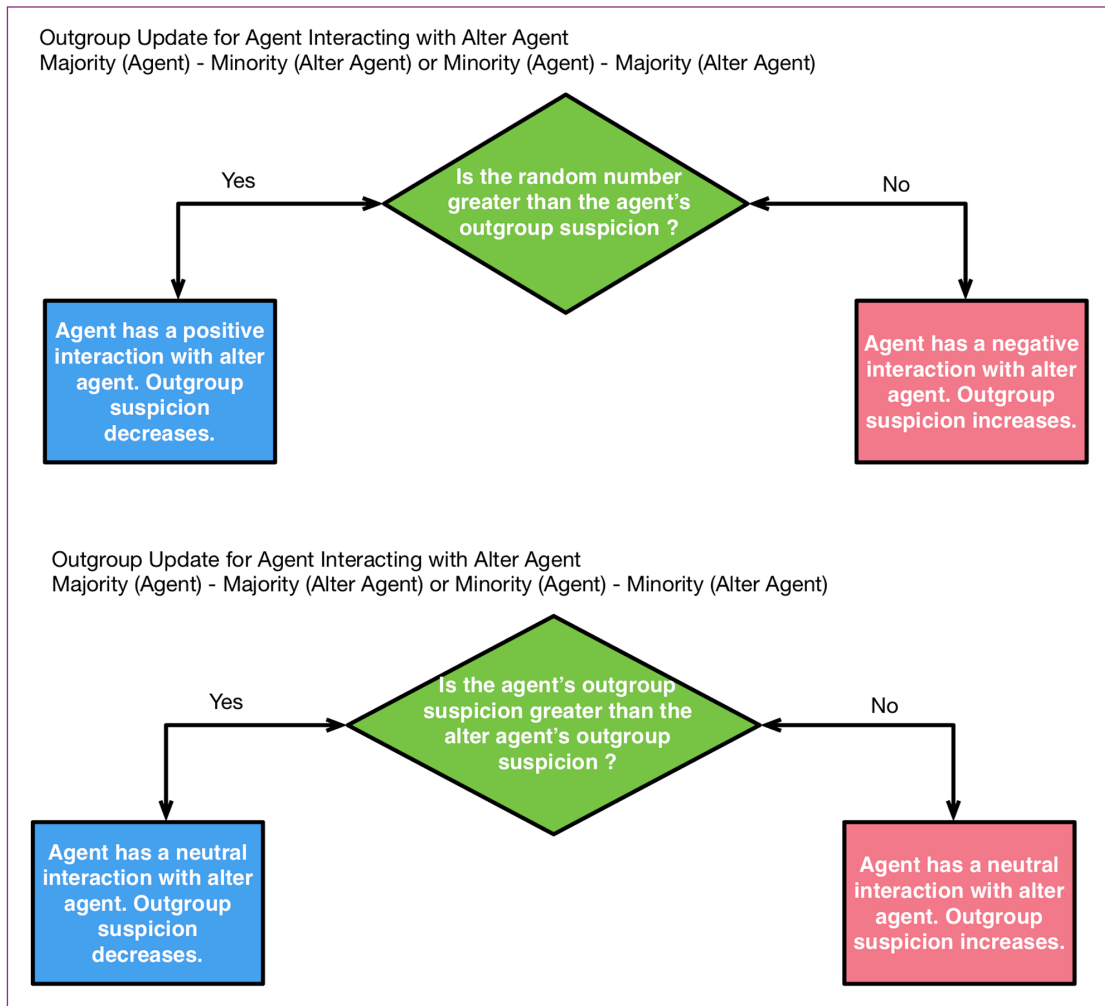 Outgroup Update for Agent Interacting with Alter Agent
Majority (Agent) - Minority (Alter Agent) or Minority (Agent) - Majority (Alter Agent)
Is the random number
greater than the agent's
outgroup suspicion ?
Yes
No
Agent has a positive
interaction with alter
agent. Outgroup
suspicion
decreases.
Agent has a negative
interaction with alter
agent. Outgroup
suspicion increases.
Outgroup Update for Agent Interacting with Alter Agent
Majority (Agent) - Majority (Alter Agent) or Minority (Agent) - Minority (Alter Agent)
Is the agent's outgroup
suspicion greater than the
alter agent's outgroup
suspicion ?
Yes
No
Agent has a neutral
interaction with alter
agent. Outgroup
suspicion
decreases.
Agent has a neutral
interaction with alter
agent. Outgroup
suspicion increases.